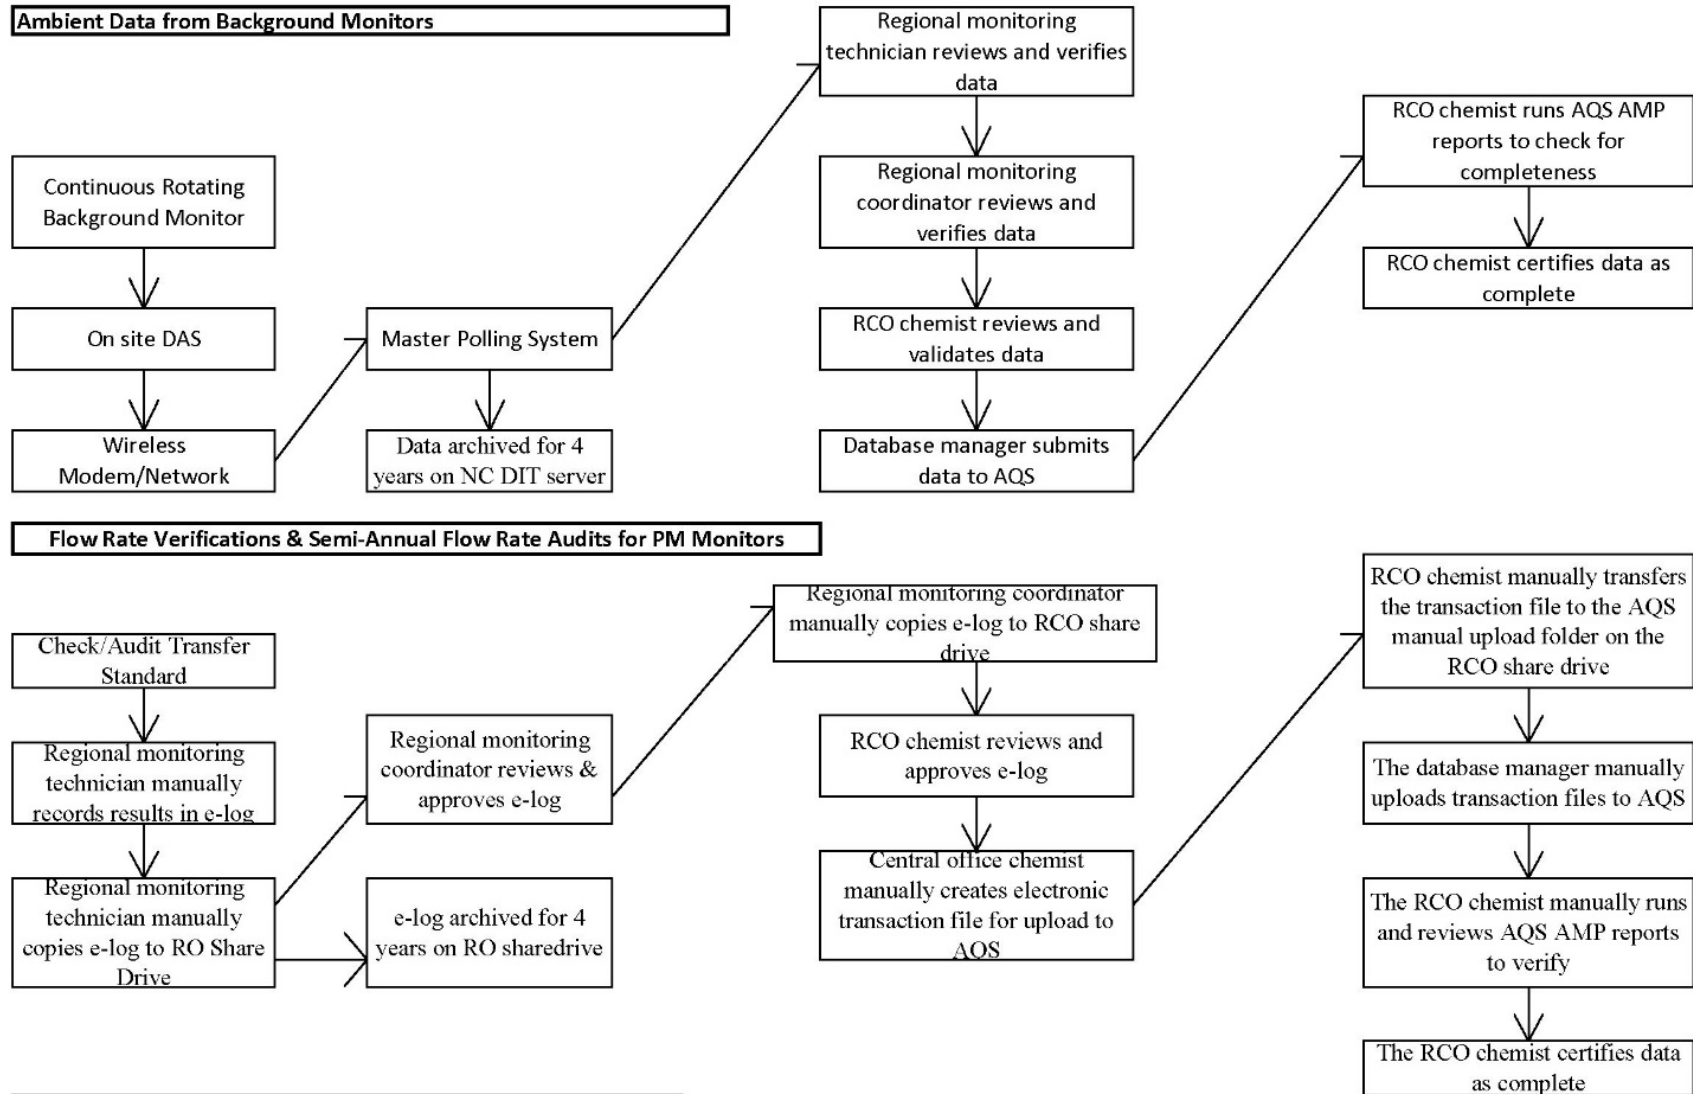 Ambient Data from Background Monitors
Continuous Rotating
Background Monitor
On site DAS
Wireless
Modem/Network
Master Polling System
Data archived for 4
years on NC DIT server
Regional monitoring
technician reviews and verifies
data
Regional monitoring
coordinator reviews and
verifies data
RCO chemist reviews and
validates data
Database manager submits
data to AQS
RCO chemist runs AQS AMP
reports to check for
completeness
RCO chemist certifies data as
complete
Flow Rate Verifications & Semi-Annual Flow Rate Audits for PM Monitors
Check/Audit Transfer
Standard
Regional monitoring
technician manually
records results in e-log
Regional monitoring
technician manually
copies e-log to RO Share
Drive
Regional monitoring
coordinator reviews &
approves e-log
e-log archived for 4
years on RO sharedrive
Regional monitoring coordinator
manually copies e-log to RCO share
drive
RCO chemist reviews and
approves e-log
Central office chemist
manually creates electronic
transaction file for upload to
AQS
RCO chemist manually transfers
the transaction file to the AQS
manual upload folder on the
RCO share drive
The database manager manually
uploads transaction files to AQS
The RCO chemist manually runs
and reviews AQS AMP reports
to verify
The RCO chemist certifies data
as complete